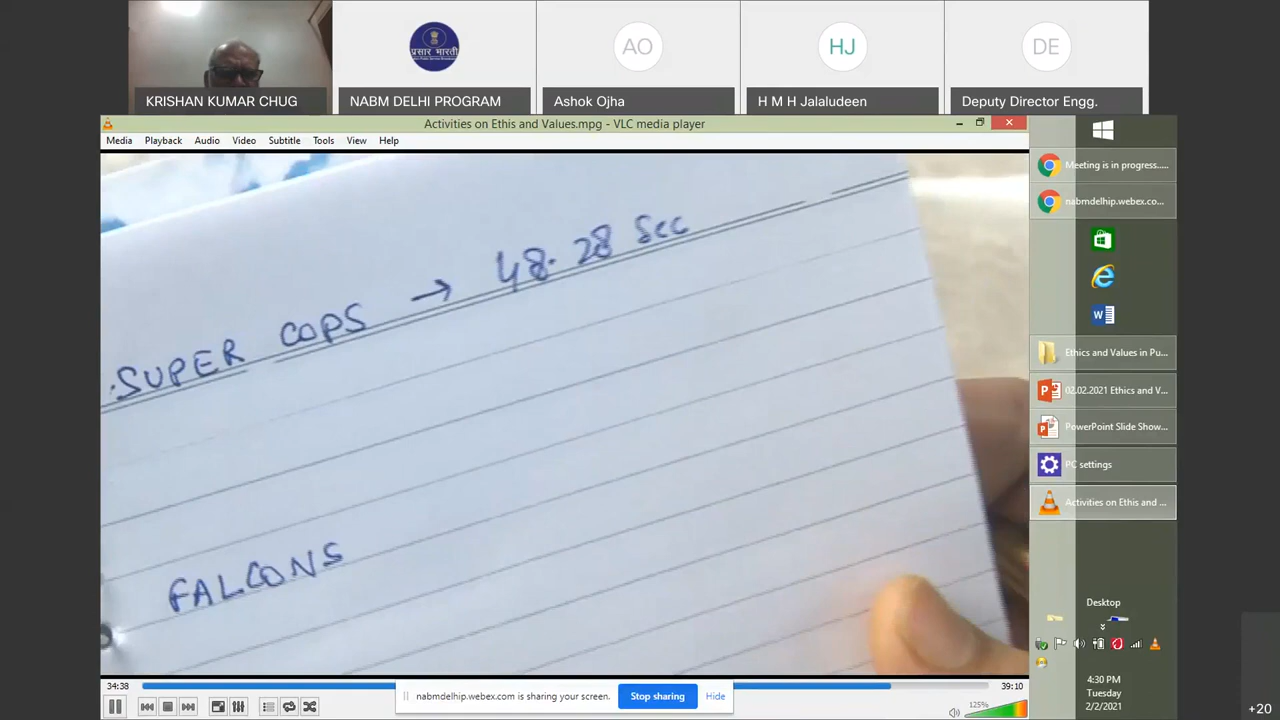 प्रसार भारती
AO
HJ
DE
KRISHAN KUMAR CHUG
NABM DELHI PROGRAM
Ashok Ojha
H M H Jalaludeen
Deputy Director Engg.
Activities on Ethis and Values.mpg - VLC media player
Media Playback Audio Video Subtitle Tools View Help
Meeting is in progress.....
nabmdelhip.webex.co...
SUPER COPS → 48.28 Sec
FALCONS
Ethics and Values in Pu...
02.02.2021 Ethics and V...
PowerPoint Slide Show...
PC settings
Activities on Ethis and ...
Desktop
34:38
39:10
nabmdelhip.webex.com is sharing your screen.
Stop sharing
Hide
125%
4:30 PM
Tuesday
2/2/2021
+20